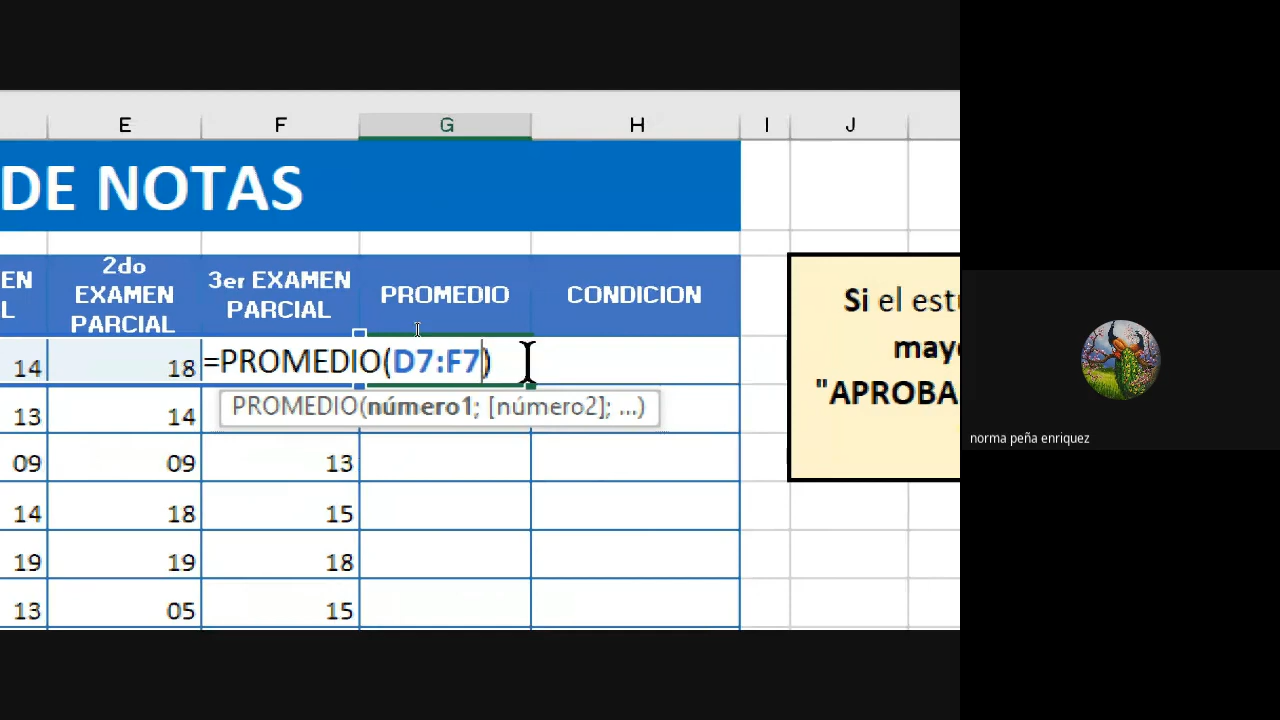 E F G H I J
DE NOTAS
EN
L
2do
EXAMEN
PARCIAL
3er EXAMEN
PARCIAL
PROMEDIO
CONDICION
14 18 =PROMEDIO(D7:F7)
PROMEDIO(número1; [número2]; ...)
13 14
09 09 13
14 18 15
19 19 18
13 05 15
Si el est
may
"APROBA
norma peña enriquez